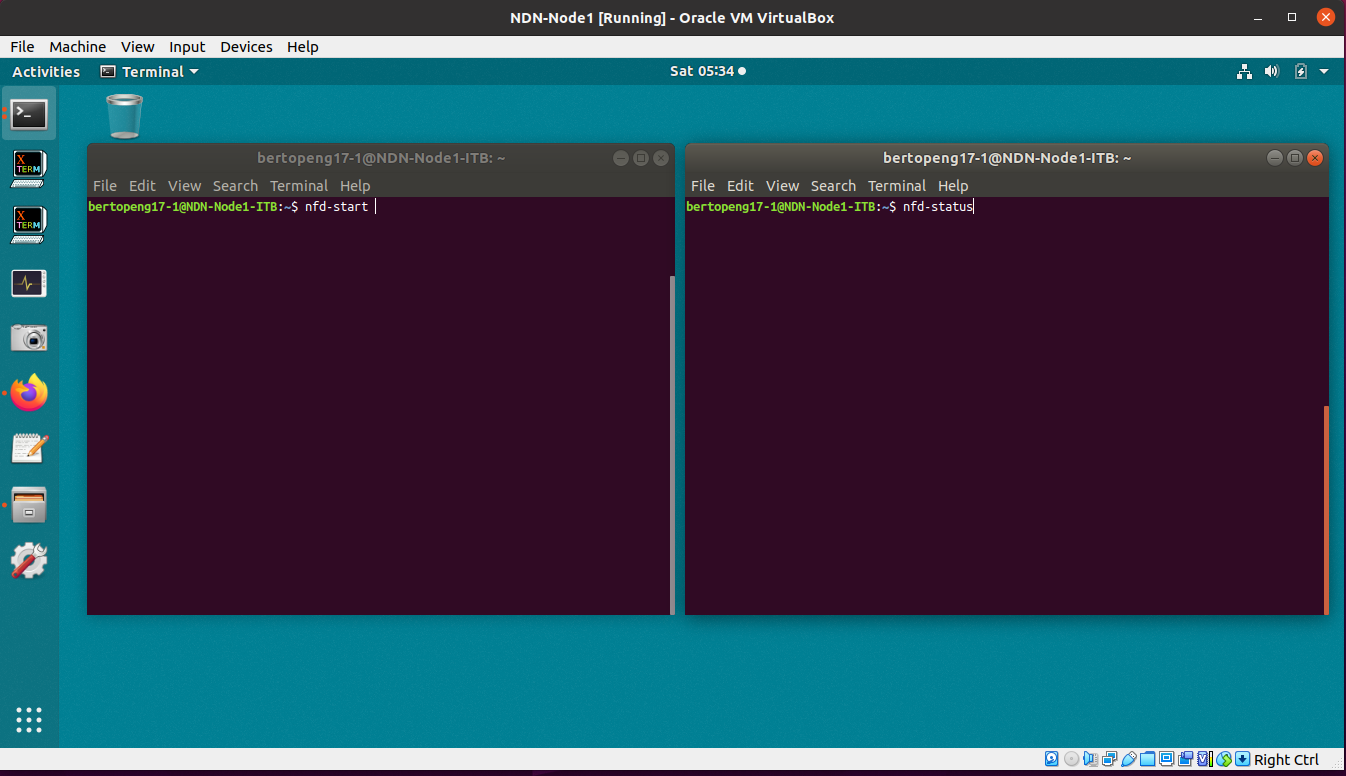 NDN-Node1 [Running] - Oracle VM VirtualBox
File Machine View Input Devices Help
Activities Terminal Sat 05:34
X TERM
X TERM
bertopeng17-1@NDN-Node1-ITB: ~
File Edit View Search Terminal Help
bertopeng17-1@NDN-Node1-ITB:~$ nfd-start
bertopeng17-1@NDN-Node1-ITB: ~
File Edit View Search Terminal Help
bertopeng17-1@NDN-Node1-ITB:~$ nfd-status
Right Ctrl